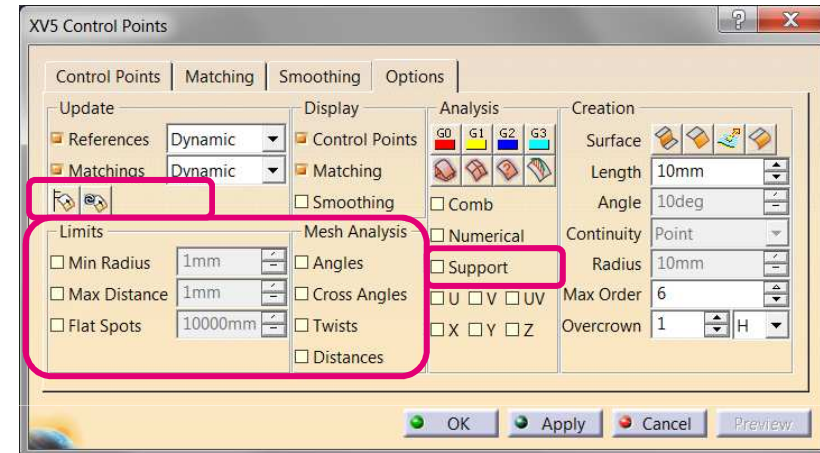 XV5 Control Points
Control Points Matching Smoothing Options
Update Display Analysis Creation
References Dynamic Control Points G0 G1 G2 G3 Surface
Matchings Dynamic Matching Length 10mm
Smoothing Comb Angle 10deg
Limits Mesh Analysis Numerical Continuity Point
Min Radius 1mm Angles Support Radius 10mm
Max Distance 1mm Cross Angles U V UV Max Order 6
Flat Spots 10000mm Twists X Y Z Overcrown 1 H
Distances
OK Apply Cancel Preview